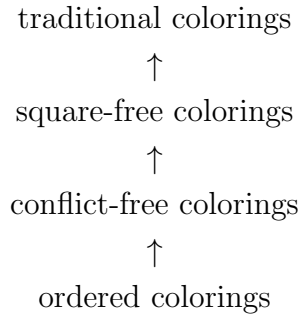 traditional colorings
↑
square-free colorings
↑
conflict-free colorings
↑
ordered colorings